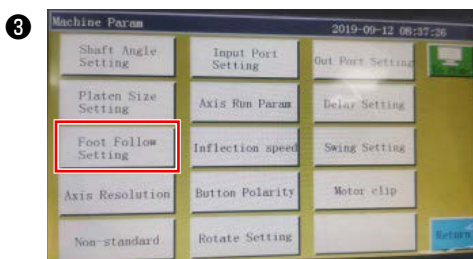 3
Machine Param
2019-09-12 08:37:26
Shaft Angle
Setting
Input Port
Setting
Out Port Setting
Platen Size
Setting
Axis Run Param
Delay Setting
Foot Follow
Setting
Inflection speed
Swing Setting
Axis Resolution
Button Polarity
Motor clip
Non-standard
Rotate Setting
Return